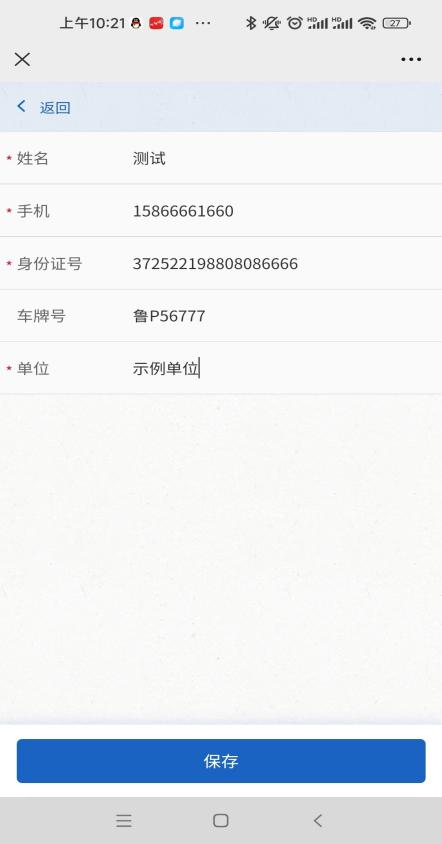 上午10:21 ··· HD HD 27
返回
* 姓名 测试
* 手机 15866661660
* 身份证号 372522198808086666
车牌号 鲁P56777
* 单位 示例单位
保存